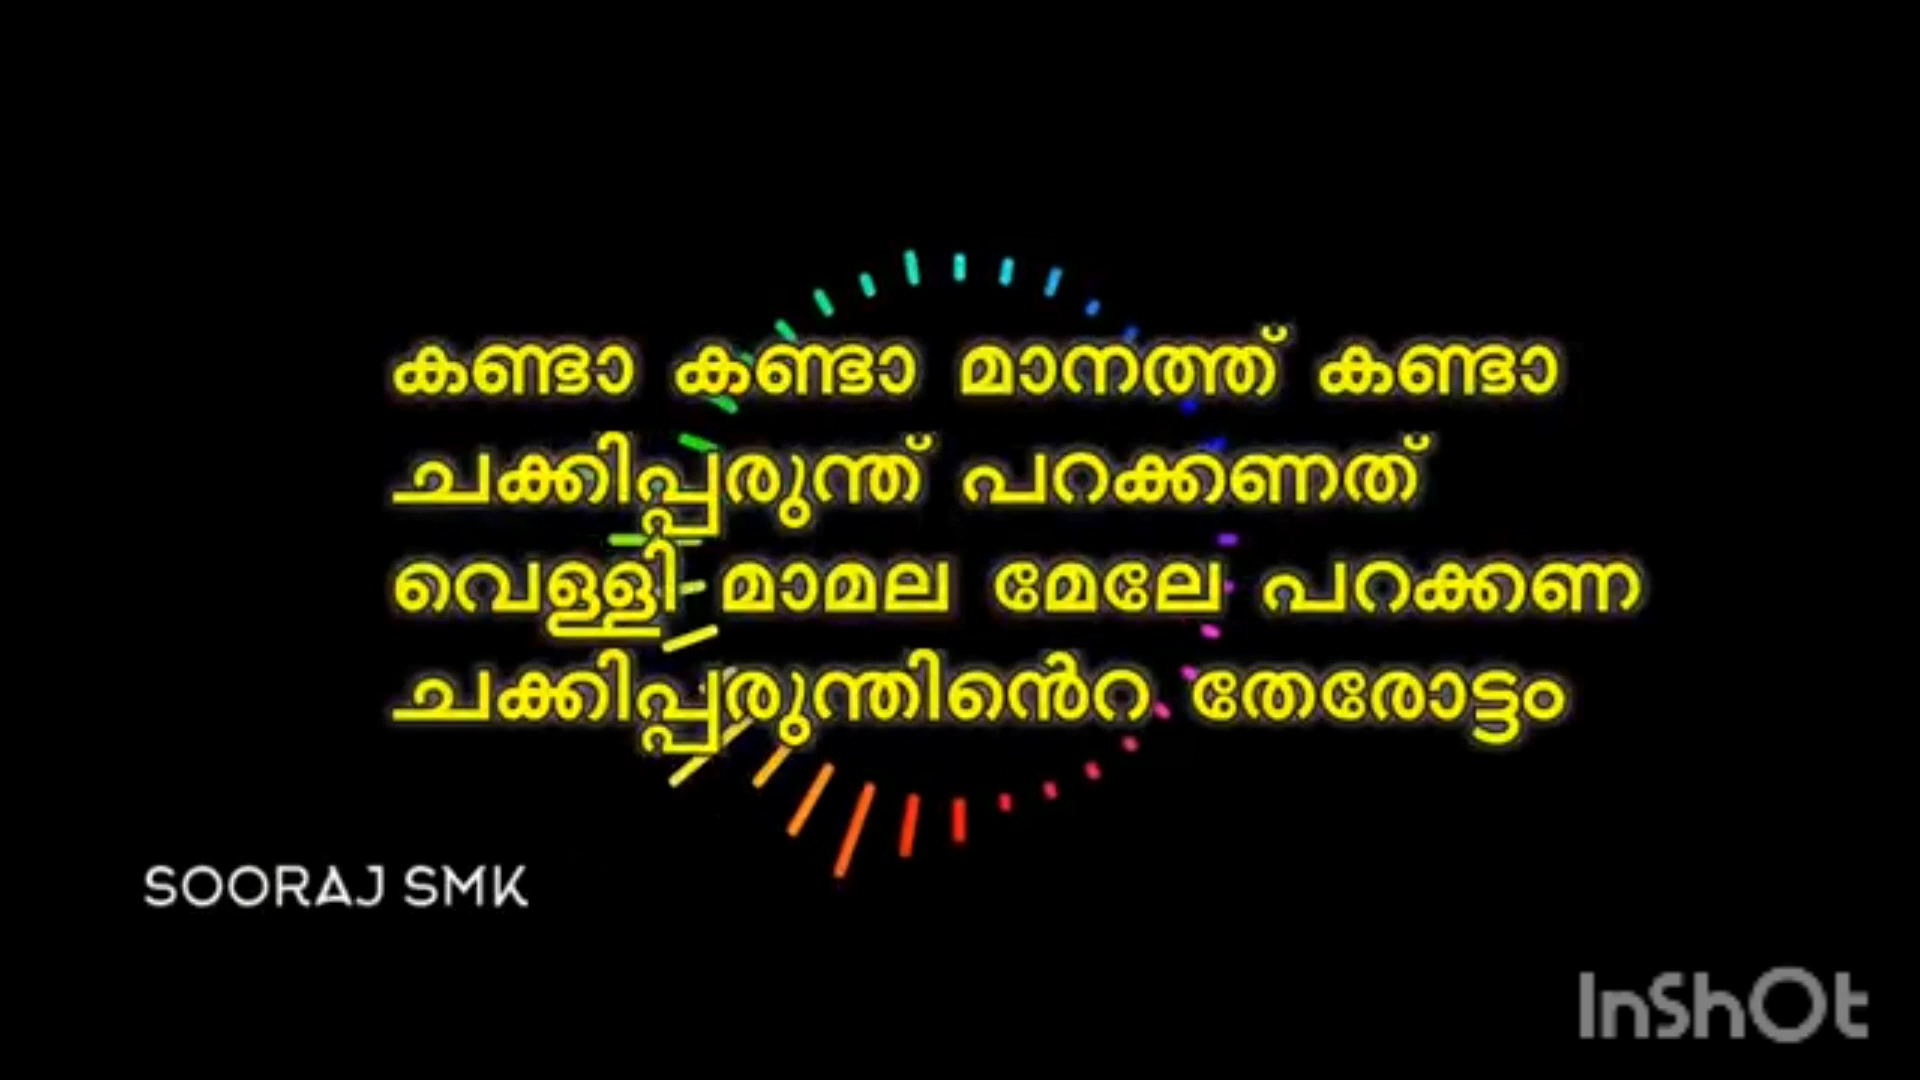 കണ്ടാ കണ്ടാ മാനത്ത് കണ്ടാ
ചക്കിപ്പരുന്ത് പറക്കണത്
വെള്ളി മാമല മേലേ പറക്കണ
ചക്കിപ്പരുന്തിൻെറ തേരോട്ടം
SOORAJ SMK
InShOt